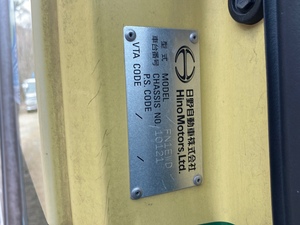 日野自動車株式会社
Hino Motors, Ltd.
型式 MODEL
車台番号 CHASSIS NO. /10121
P.S. CODE /
VTA CODE /